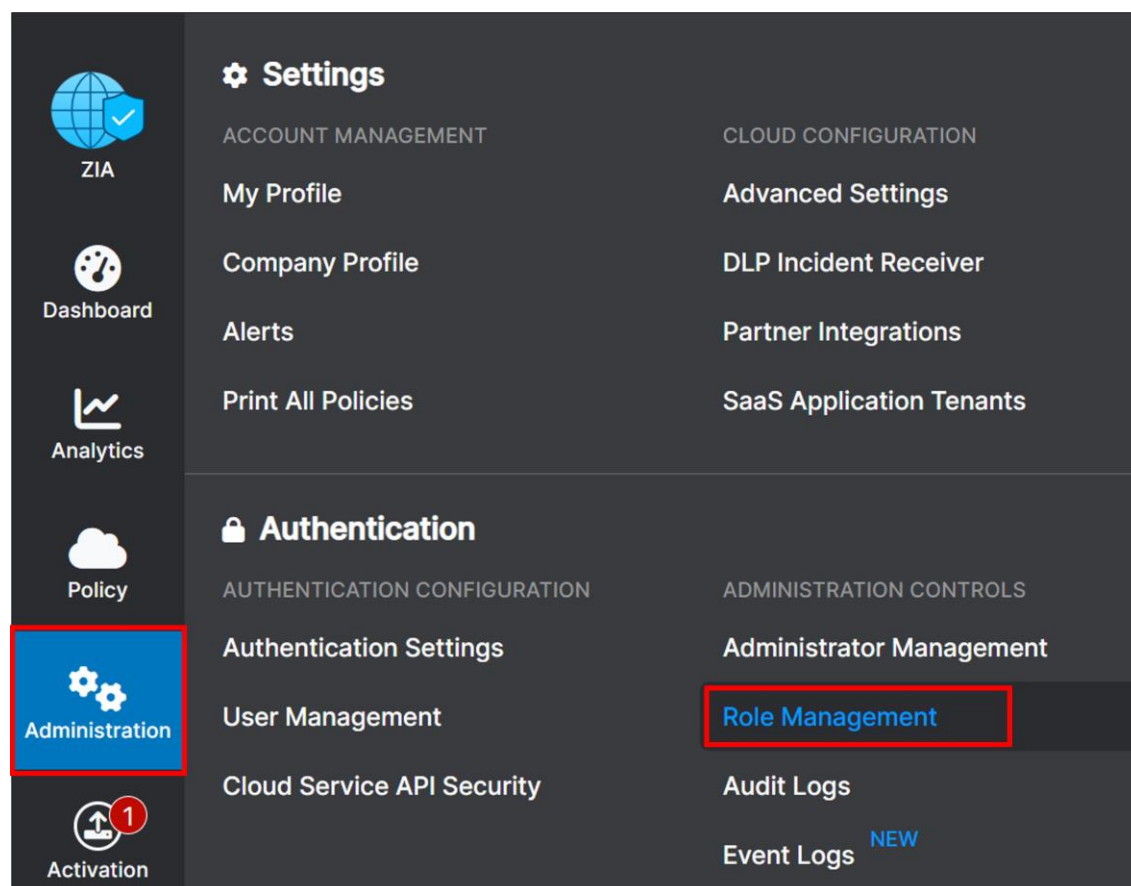 ZIA
Dashboard
Analytics
Policy
Administration
1
Activation
Settings
ACCOUNT MANAGEMENT
My Profile
Company Profile
Alerts
Print All Policies
CLOUD CONFIGURATION
Advanced Settings
DLP Incident Receiver
Partner Integrations
SaaS Application Tenants
Authentication
AUTHENTICATION CONFIGURATION
Authentication Settings
User Management
Cloud Service API Security
ADMINISTRATION CONTROLS
Administrator Management
Role Management
Audit Logs
Event Logs NEW